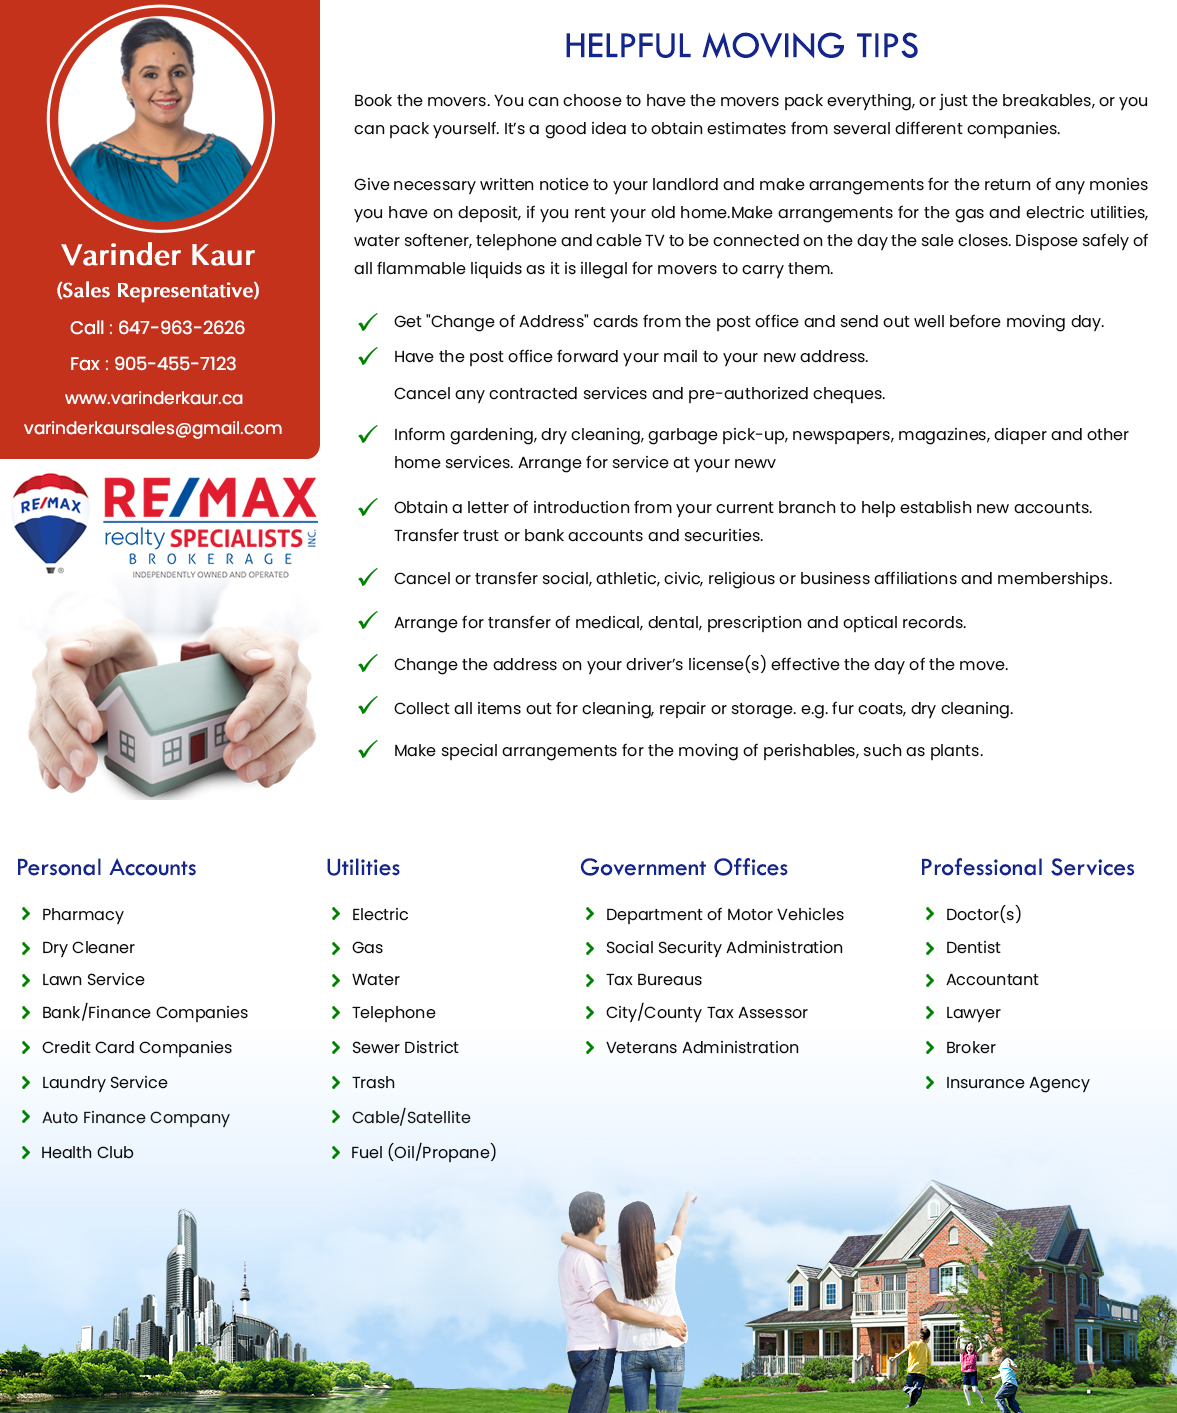 Varinder Kaur
(Sales Representative)
Call : 647-963-2626
Fax : 905-455-7123
www.varinderkaur.ca
varinderkaursales@gmail.com
RE/MAX
RE/MAX
realty SPECIALISTS INC.
BROKERAGE
®
INDEPENDENTLY OWNED AND OPERATED
HELPFUL MOVING TIPS
Book the movers. You can choose to have the movers pack everything, or just the breakables, or you
can pack yourself. It’s a good idea to obtain estimates from several different companies.
Give necessary written notice to your landlord and make arrangements for the return of any monies
you have on deposit, if you rent your old home.Make arrangements for the gas and electric utilities,
water softener, telephone and cable TV to be connected on the day the sale closes. Dispose safely of
all flammable liquids as it is illegal for movers to carry them.
Get "Change of Address" cards from the post office and send out well before moving day.
Have the post office forward your mail to your new address.
Cancel any contracted services and pre-authorized cheques.
Inform gardening, dry cleaning, garbage pick-up, newspapers, magazines, diaper and other
home services. Arrange for service at your newv
Obtain a letter of introduction from your current branch to help establish new accounts.
Transfer trust or bank accounts and securities.
Cancel or transfer social, athletic, civic, religious or business affiliations and memberships.
Arrange for transfer of medical, dental, prescription and optical records.
Change the address on your driver’s license(s) effective the day of the move.
Collect all items out for cleaning, repair or storage. e.g. fur coats, dry cleaning.
Make special arrangements for the moving of perishables, such as plants.
Personal Accounts
Pharmacy
Dry Cleaner
Lawn Service
Bank/Finance Companies
Credit Card Companies
Laundry Service
Auto Finance Company
Health Club
Utilities
Electric
Gas
Water
Telephone
Sewer District
Trash
Cable/Satellite
Fuel (Oil/Propane)
Government Offices
Department of Motor Vehicles
Social Security Administration
Tax Bureaus
City/County Tax Assessor
Veterans Administration
Professional Services
Doctor(s)
Dentist
Accountant
Lawyer
Broker
Insurance Agency